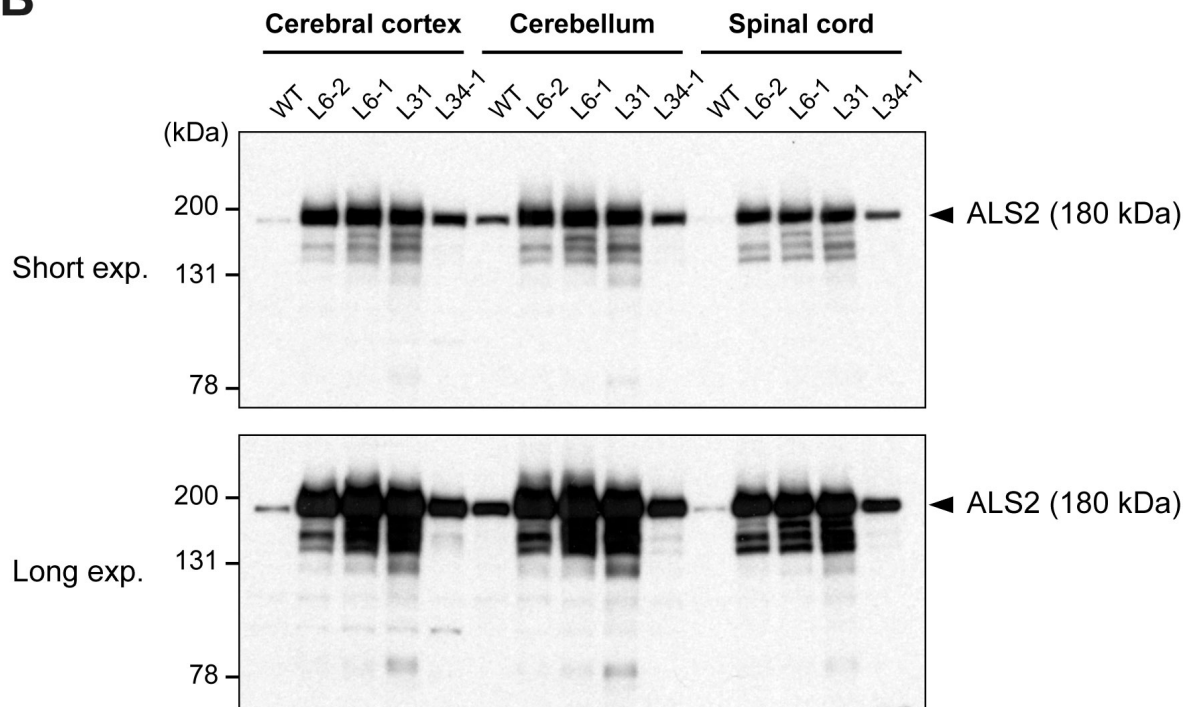 B
Cerebral cortex Cerebellum Spinal cord
WT L6-2 L6-1 L31 L34-1 WT L6-2 L6-1 L31 L34-1 WT L6-2 L6-1 L31 L34-1
(kDa)
200 ◄ ALS2 (180 kDa)
Short exp.
131
78
200 ◄ ALS2 (180 kDa)
131
Long exp.
78